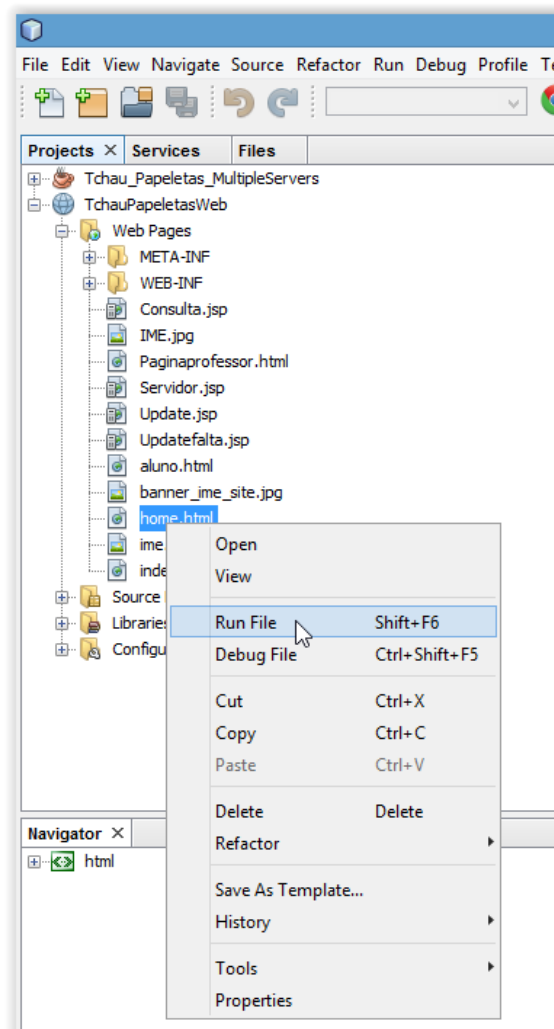 File Edit View Navigate Source Refactor Run Debug Profile Te
Projects Services Files
Tchau_Papeletas_MultipleServers
TchauPapeletasWeb
Web Pages
META-INF
WEB-INF
Consulta.jsp
IME.jpg
Paginaprofessor.html
Servidor.jsp
Update.jsp
Updatefalta.jsp
aluno.html
banner_ime_site.jpg
home.html
ime
inde
Source
Libraries
Configu
Open
View
Run File Shift+F6
Debug File Ctrl+Shift+F5
Cut Ctrl+X
Copy Ctrl+C
Paste Ctrl+V
Delete Delete
Refactor
Save As Template...
History
Tools
Properties
Navigator
html